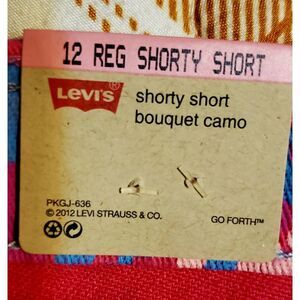 12 REG SHORTY SHORT
LEVI'S®
shorty short
bouquet camo
PKGJ-636
© 2012 LEVI STRAUSS & CO.
GO FORTH™